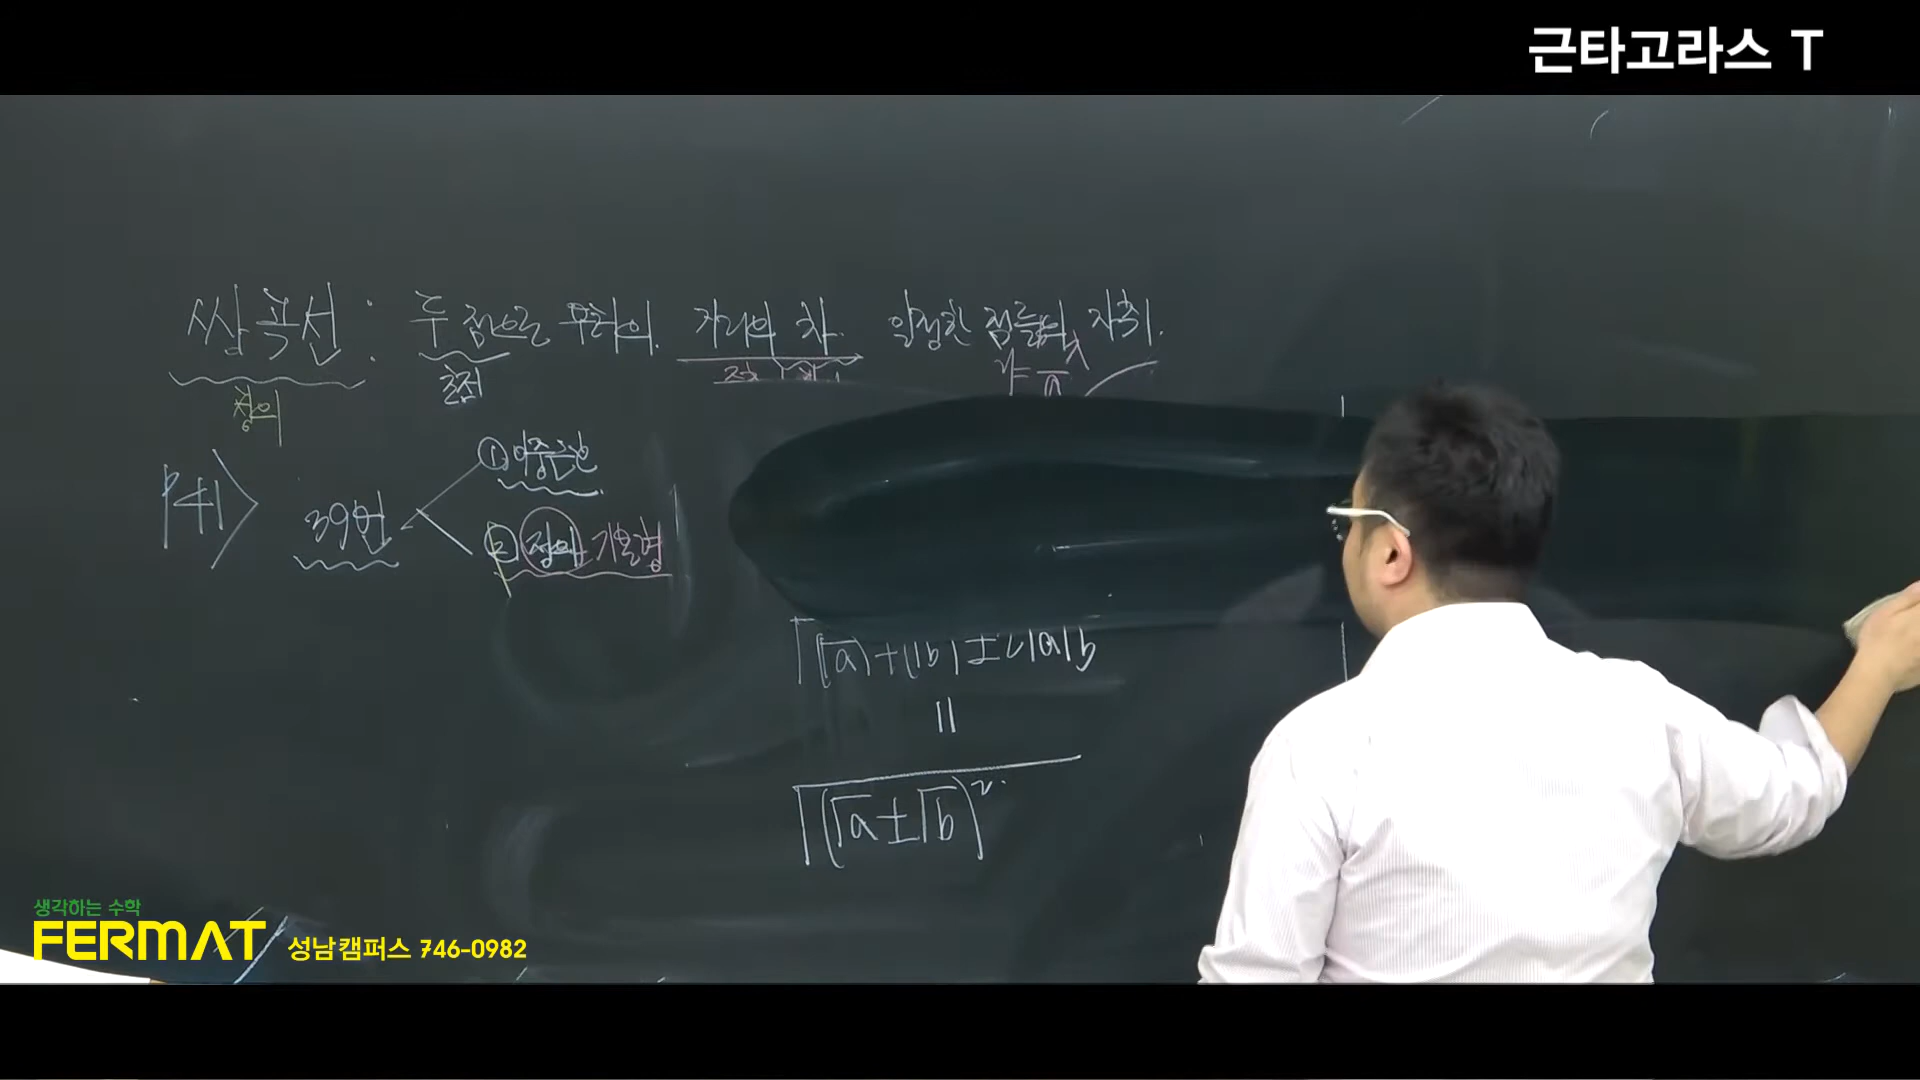 근타고라스 T
쌍곡선: 두 점으로 부터의 거리의 차 일정한 점들의 자취.
초점
정의
P41> 39번
① 이중근호
② 정의 기울형
√(√a)+(√b)±2√a√b
=
√(√a±√b)²
생각하는 수학
FERMAT 성남캠퍼스 746-0982